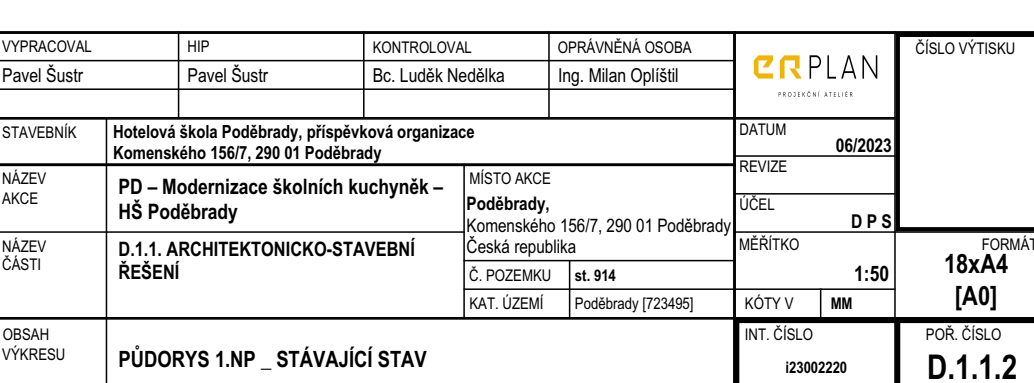 VYPRACOVAL HIP KONTROLOVAL OPRÁVNĚNÁ OSOBA
Pavel Šustr Pavel Šustr Bc. Luděk Nedělka Ing. Milan Oplíštil
ERPLAN
PROJEKČNÍ ATELIÉR
ČÍSLO VÝTISKU
STAVEBNÍK
Hotelová škola Poděbrady, příspěvková organizace
Komenského 156/7, 290 01 Poděbrady
DATUM
06/2023
REVIZE
NÁZEV
AKCE
PD – Modernizace školních kuchyněk –
HŠ Poděbrady
MÍSTO AKCE
Poděbrady,
Komenského 156/7, 290 01 Poděbrady
Česká republika
ÚČEL
D P S
NÁZEV
ČÁSTI
D.1.1. ARCHITEKTONICKO-STAVEBNÍ
ŘEŠENÍ
Č. POZEMKU st. 914
KAT. ÚZEMÍ Poděbrady [723495]
MĚŘÍTKO
1:50
KÓTY V MM
FORMÁT
18xA4
[A0]
OBSAH
VÝKRESU
PŮDORYS 1.NP _ STÁVAJÍCÍ STAV
INT. ČÍSLO
i23002220
POŘ. ČÍSLO
D.1.1.2